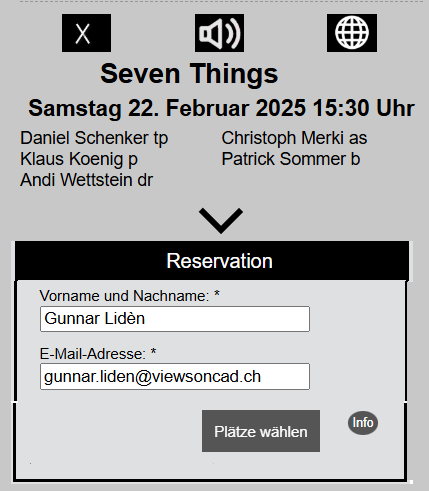 X
Seven Things
Samstag 22. Februar 2025 15:30 Uhr
Daniel Schenker tp
Christoph Merki as
Klaus Koenig p
Patrick Sommer b
Andi Wettstein dr
Reservation
Vorname und Nachname: *
Gunnar Lidèn
E-Mail-Adresse: *
gunnar.liden@viewsoncad.ch
Plätze wählen
Info